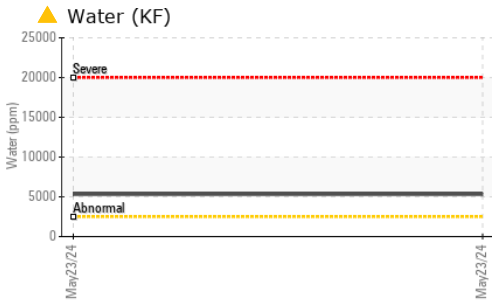 Water (KF)
25000
Severe
20000
15000
Water (ppm)
10000
5000
Abnormal
0
May23/24
May23/24